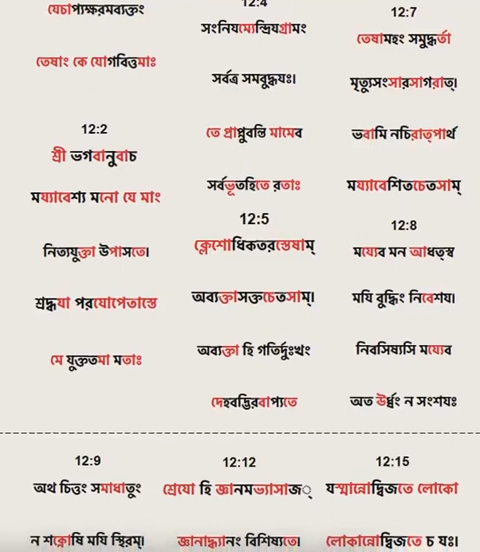 যেচাপ্যক্ষরমব্যক্তং
তেষাং কে যোগবিত্তমাঃ
12:2
শ্রী ভগবানুবাচ
ময্যাবেশ্য মনো যে মাং
নিত্যযুক্তা উপাসতে।
শ্রদ্ধযা পরযোপেতাস্তে
মে যুক্ততমা মতাঃ
12:4
সংনিযম্যেন্দ্রিযগ্রামং
সর্বত্র সমবুদ্ধযঃ।
তে প্রাপ্নুবন্তি মামেব
সর্বভূতহিতে রতাঃ
12:5
ক্লেশোধিকতরস্তেষাম্
অব্যক্তাসক্তচেতসাম্।
অব্যক্তা হি গতির্দুঃখং
দেহবদ্ভিরবাপ্যতে
12:7
তেষামহং সমুদ্ধর্তা
মৃত্যুসংসারসাগরাত্।
ভবামি নচিরাত্পার্থ
ময্যাবেশিতচেতসাম্
12:8
ময্যেব মন আধত্স্ব
মযি বুদ্ধিং নিবেশয।
নিবসিষ্যসি ময্যেব
অত উর্ধ্বং ন সংশযঃ
12:9
অথ চিত্তং সমাধাতুং
ন শক্নোষি মযি স্থিরম্।
12:12
শ্রেযো হি জ্ঞানমভ্যাসাজ্
জ্ঞানাদ্ধ্যানং বিশিষ্যতে।
12:15
যস্মান্নোদ্বিজতে লোকো
লোকান্নোদ্বিজতে চ যঃ।